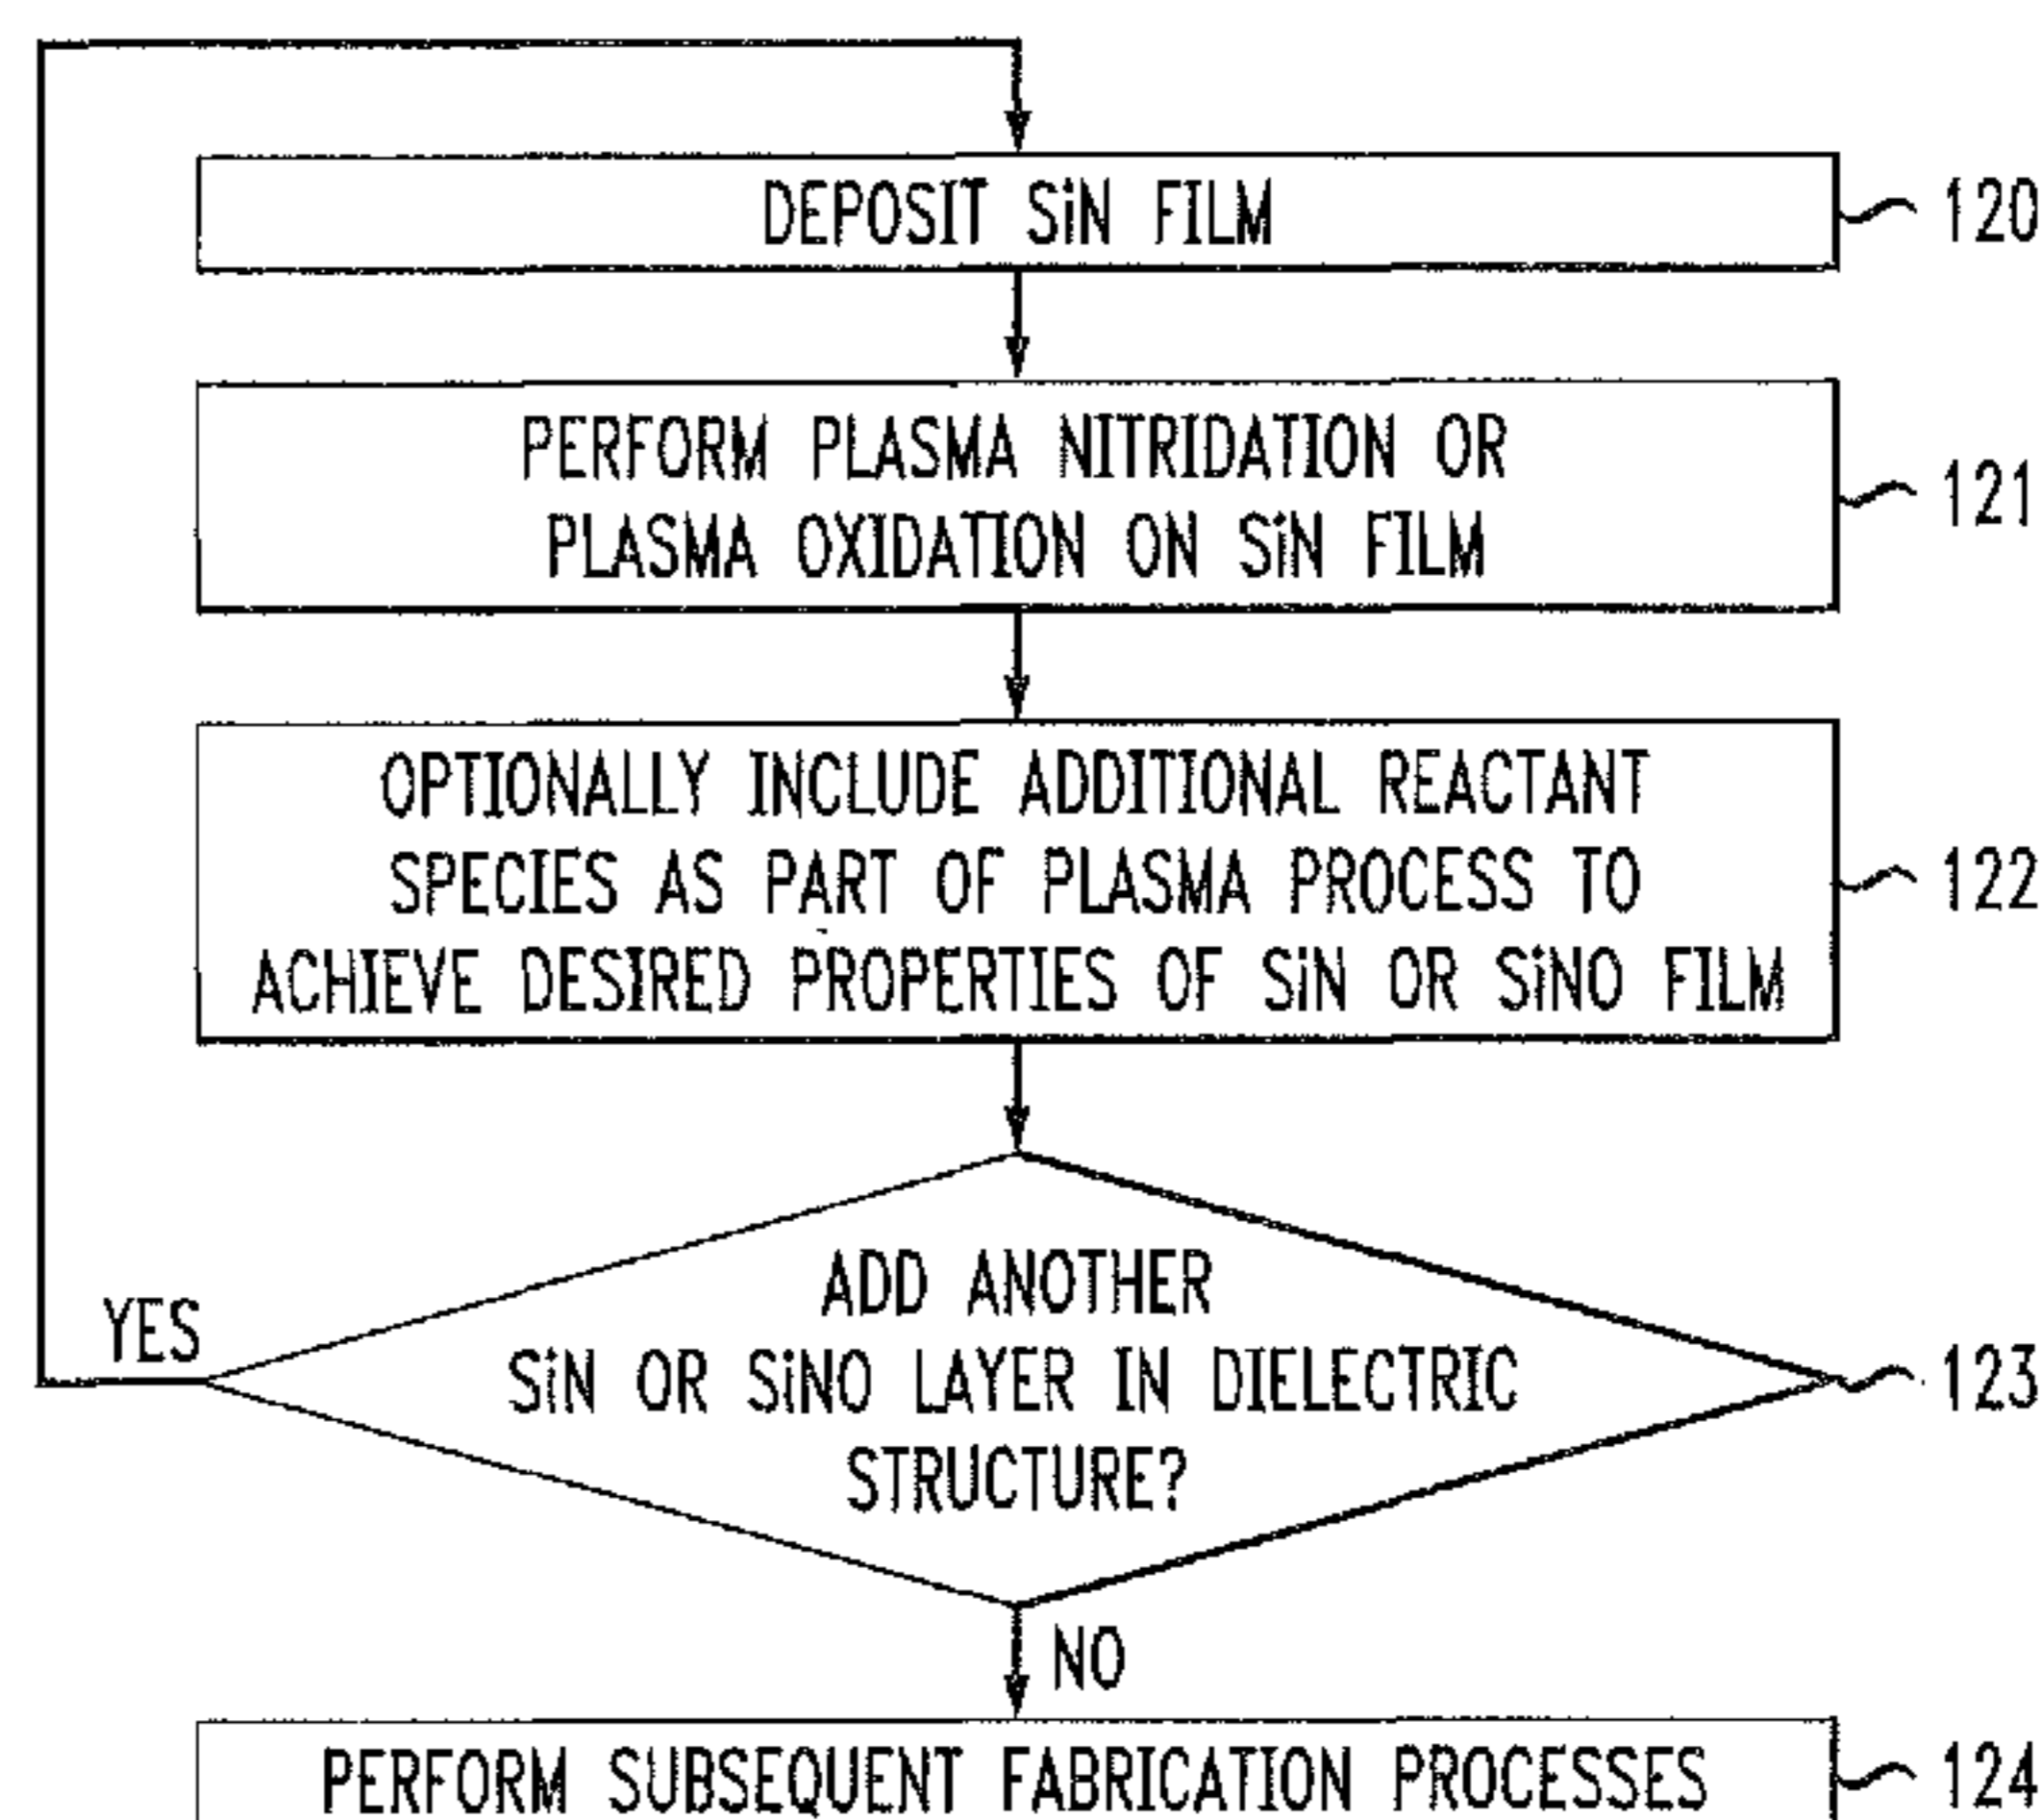 DEPOSIT SiN FILM
120
PERFORM PLASMA NITRIDATION OR
PLASMA OXIDATION ON SiN FILM
121
OPTIONALLY INCLUDE ADDITIONAL REACTANT
SPECIES AS PART OF PLASMA PROCESS TO
ACHIEVE DESIRED PROPERTIES OF SiN OR SiNO FILM
122
ADD ANOTHER
SiN OR SiNO LAYER IN DIELECTRIC
STRUCTURE?
123
YES
NO
PERFORM SUBSEQUENT FABRICATION PROCESSES
124